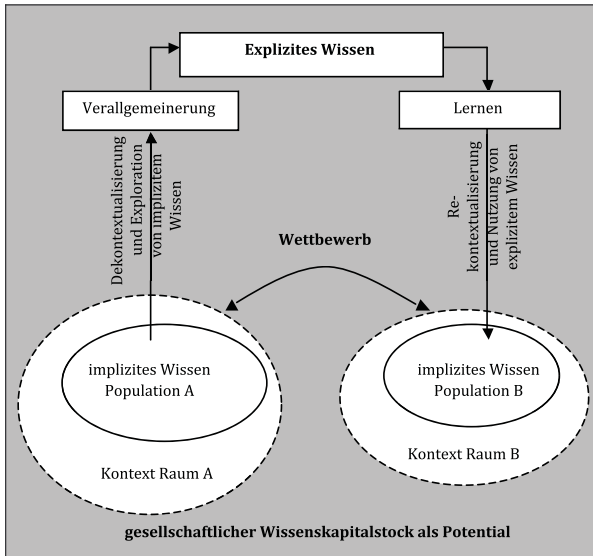 Explizites Wissen
Verallgemeinerung
Lernen
Dekontextualisierung
und Exploration
von implizitem
Wissen
Re-
kontextualisierung
und Nutzung von
explizitem Wissen
Wettbewerb
implizites Wissen
Population A
implizites Wissen
Population B
Kontext Raum A
Kontext Raum B
gesellschaftlicher Wissenskapitalstock als Potential